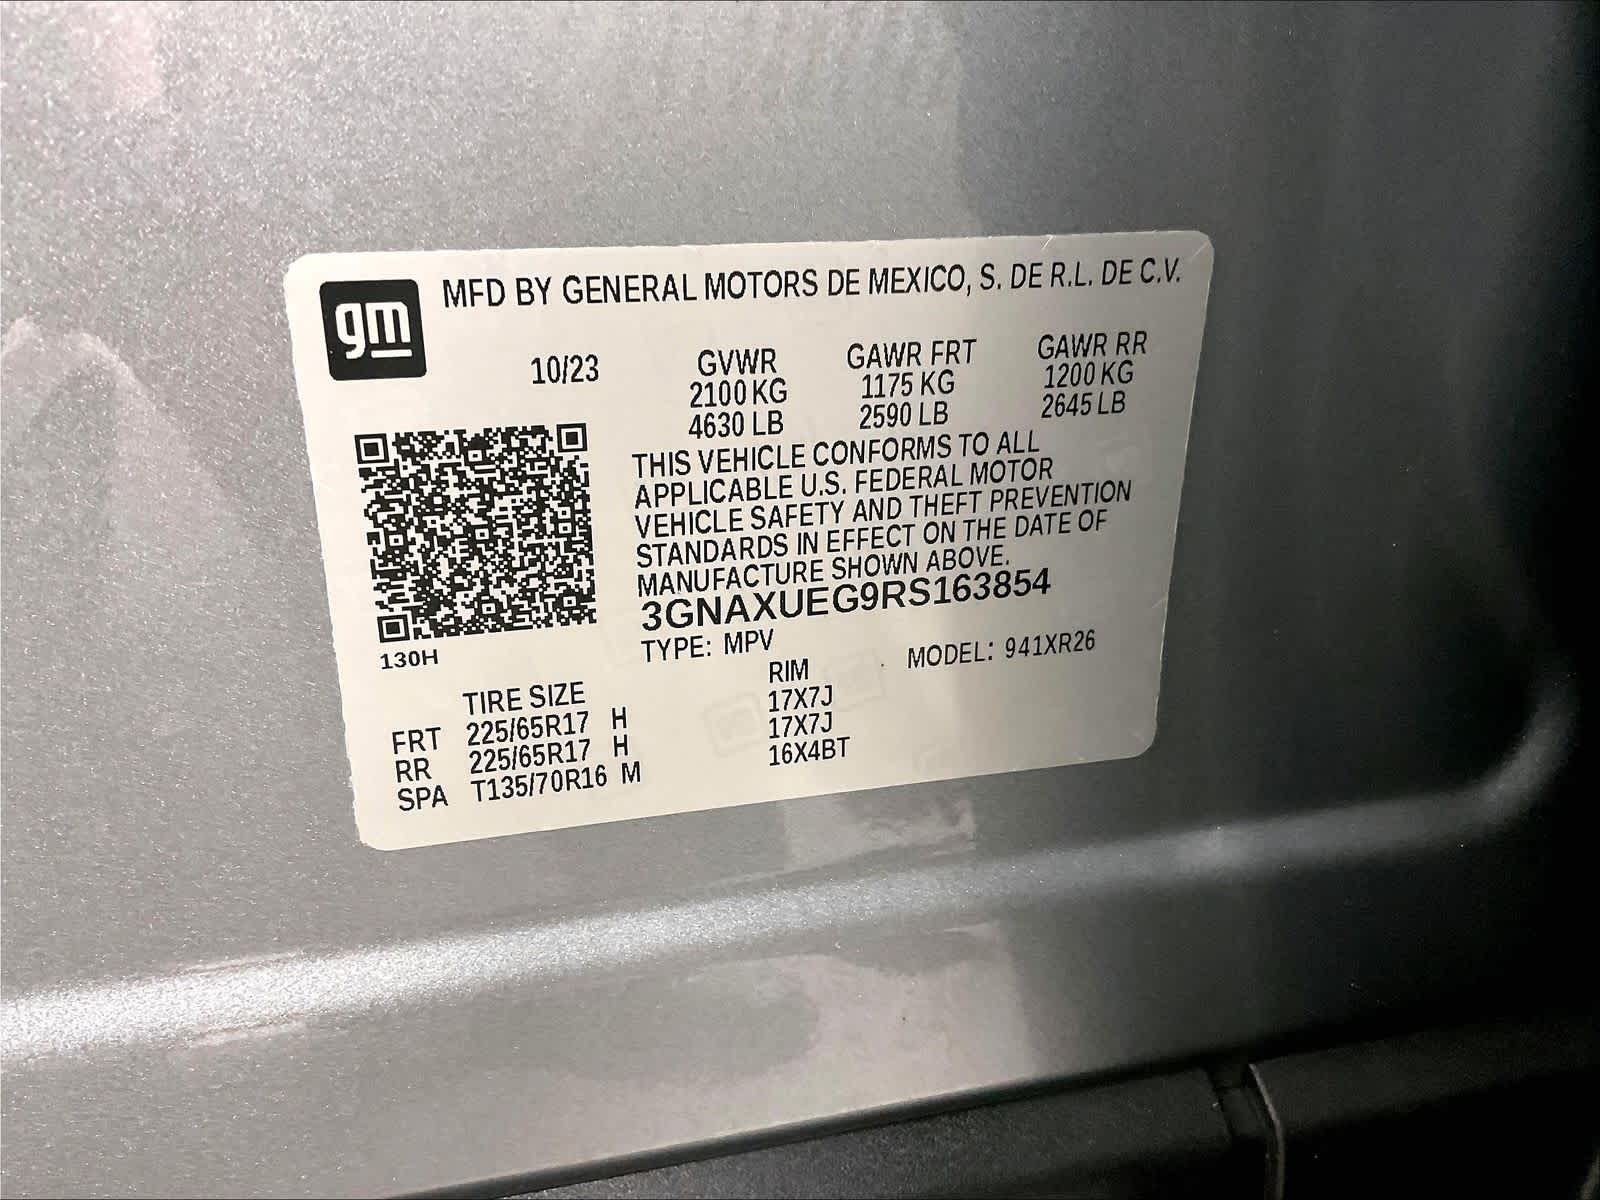 gm MFD BY GENERAL MOTORS DE MEXICO, S. DE R.L. DE C.V.
10/23 GVWR GAWR FRT GAWR RR
2100 KG 1175 KG 1200 KG
4630 LB 2590 LB 2645 LB
THIS VEHICLE CONFORMS TO ALL
APPLICABLE U.S. FEDERAL MOTOR
VEHICLE SAFETY AND THEFT PREVENTION
STANDARDS IN EFFECT ON THE DATE OF
MANUFACTURE SHOWN ABOVE.
3GNAXUEG9RS163854
130H
TYPE: MPV MODEL: 941XR26
TIRE SIZE RIM
FRT 225/65R17 H 17X7J
RR 225/65R17 H 17X7J
SPA T135/70R16 M 16X4BT